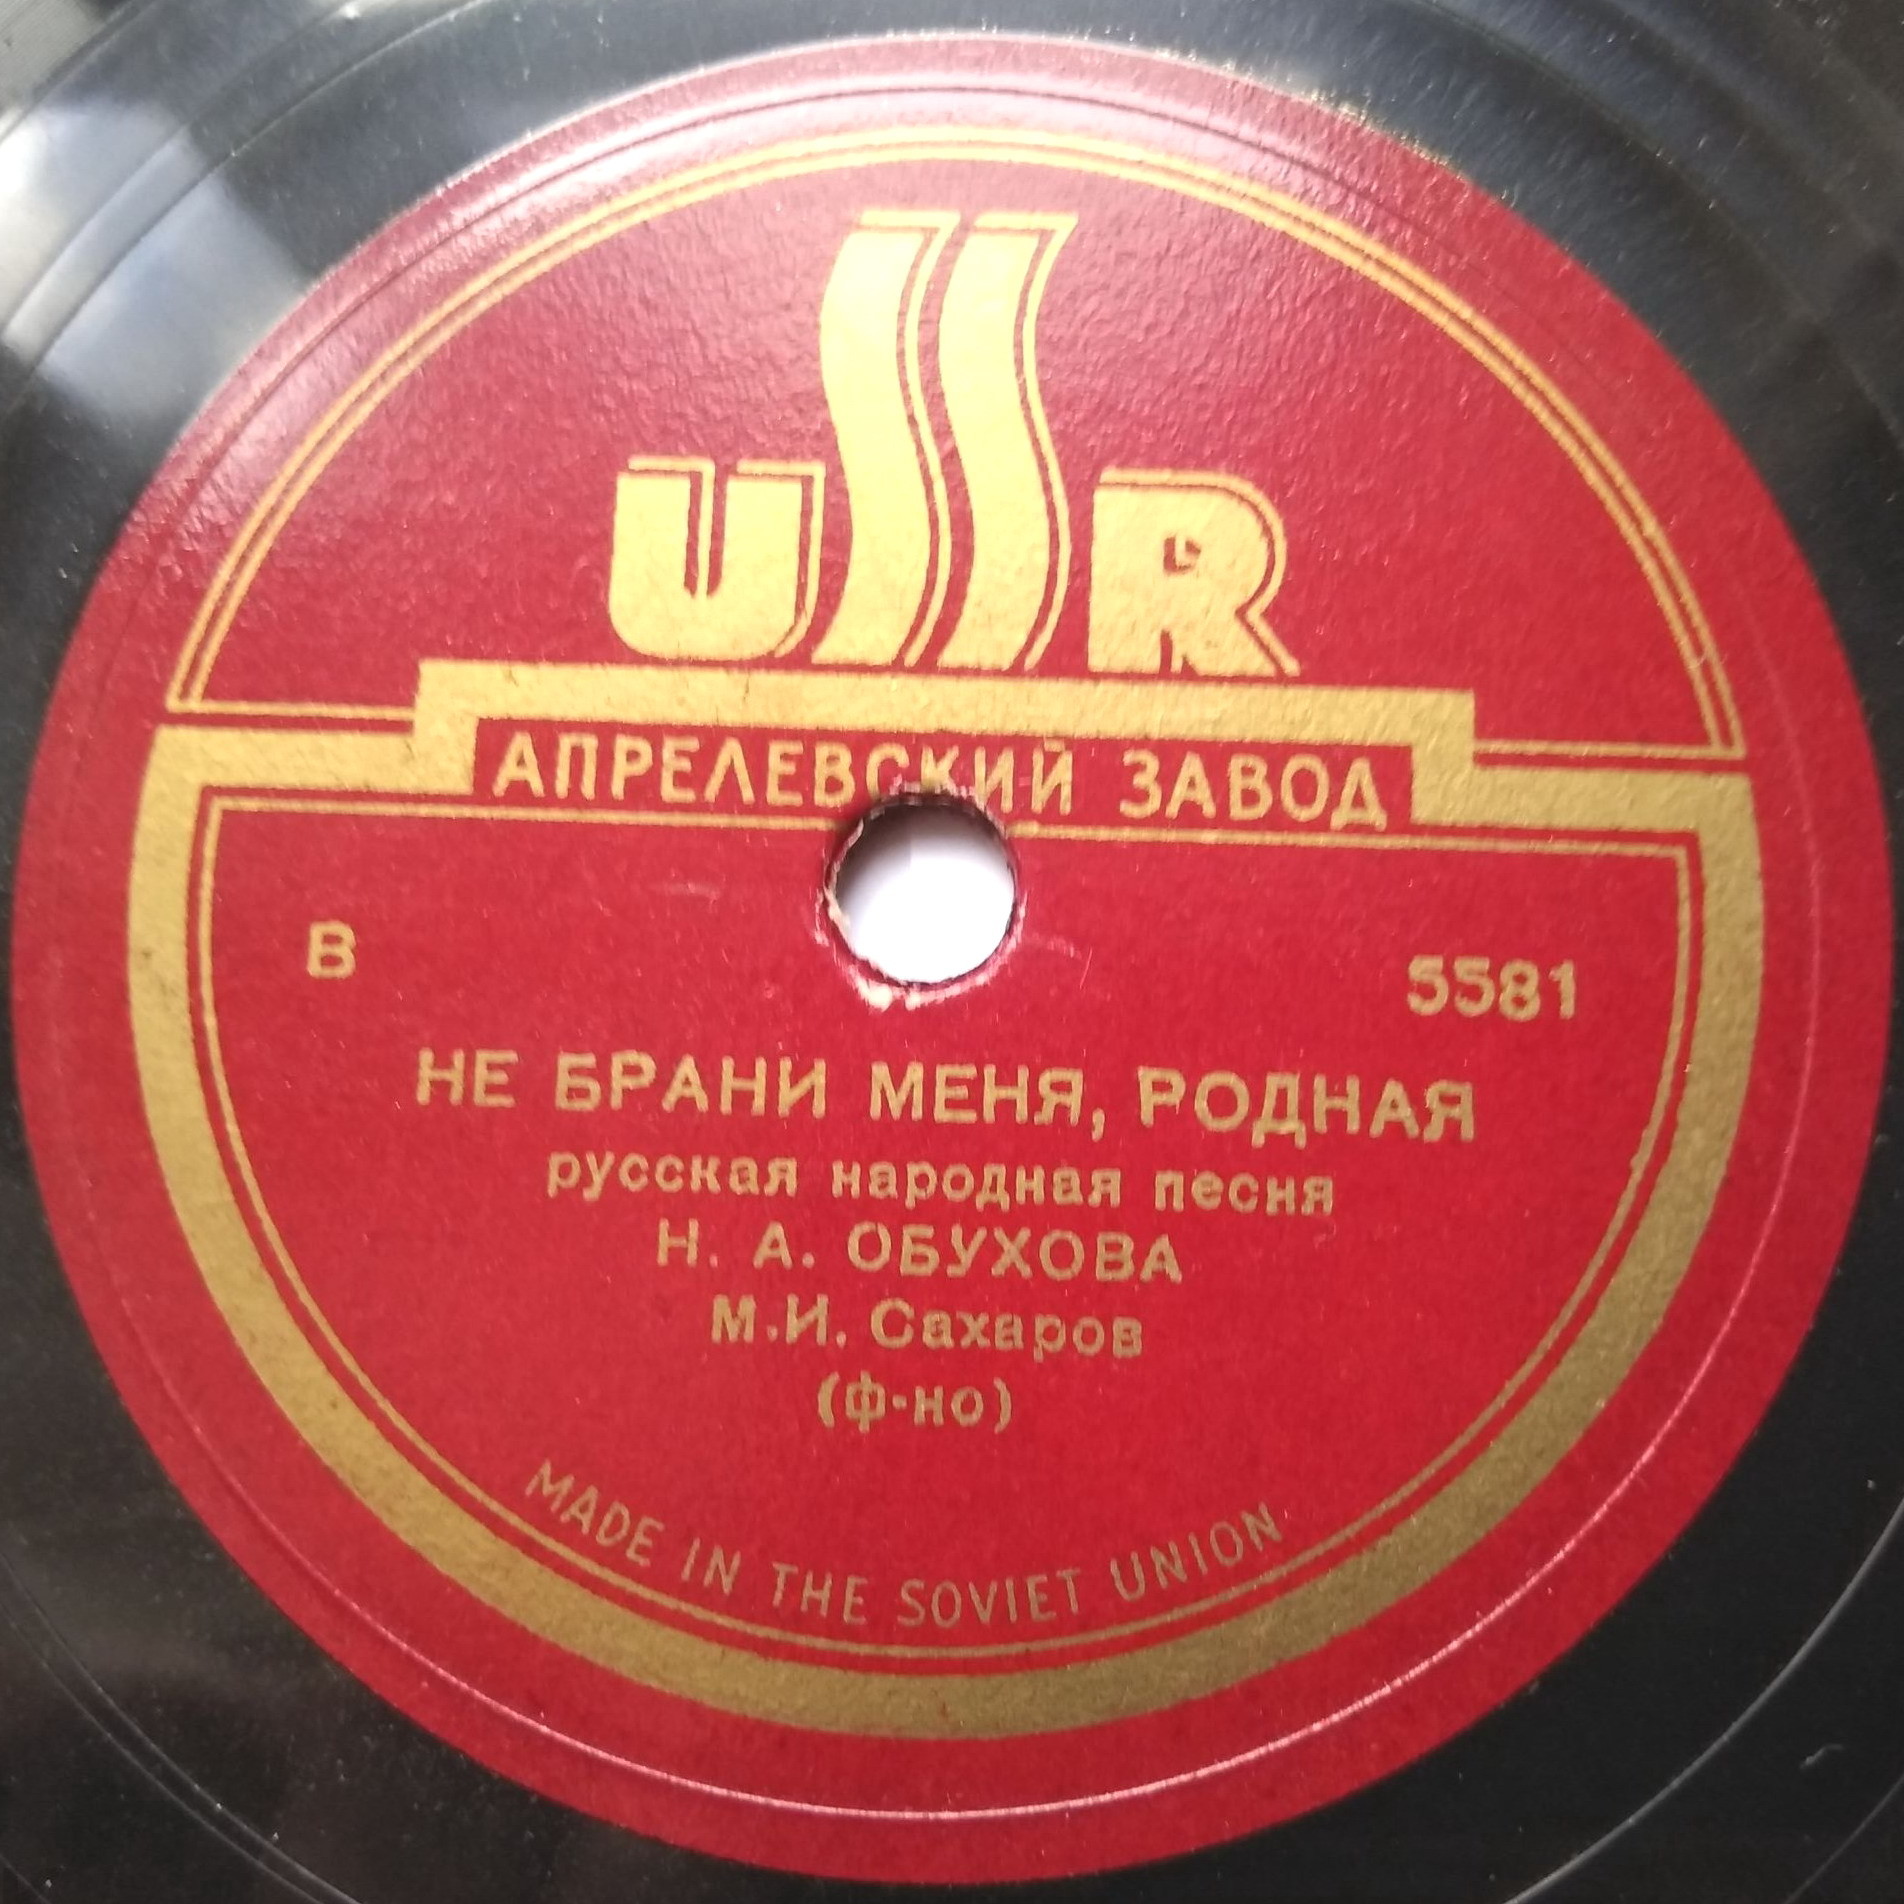 USSR
АПРЕЛЕВСКИЙ ЗАВОД
В 5581
НЕ БРАНИ МЕНЯ, РОДНАЯ
русская народная песня
Н. А. ОБУХОВА
М.И. Сахаров
(ф-но)
MADE IN THE SOVIET UNION